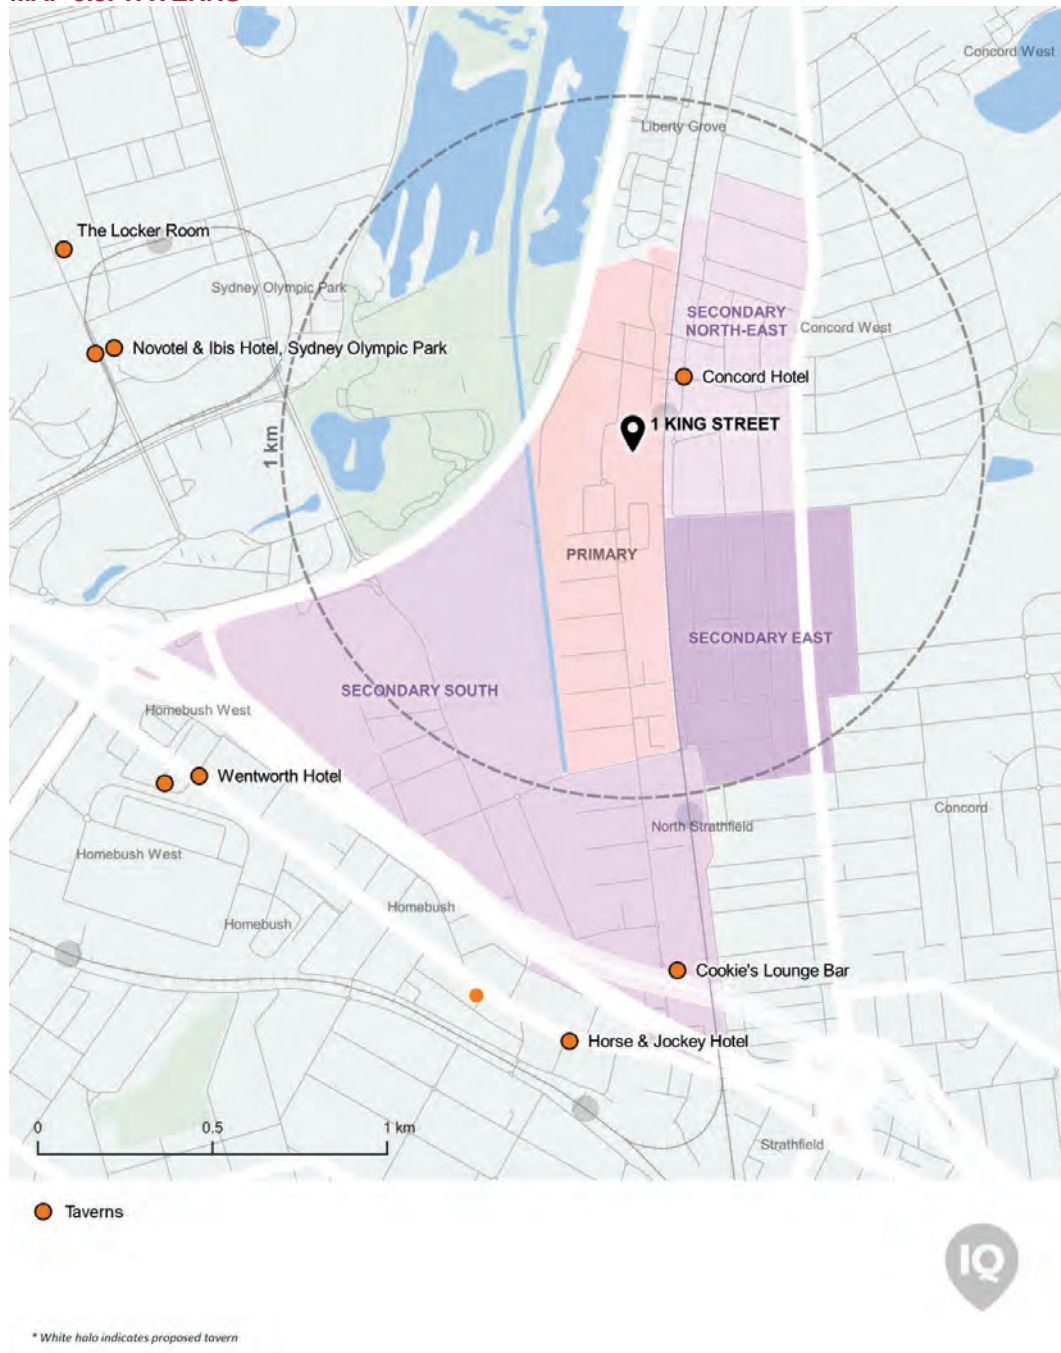 Concord West
Liberty Grove
The Locker Room
Sydney Olympic Park
SECONDARY
NORTH-EAST
Concord West
Novotel & Ibis Hotel, Sydney Olympic Park
Concord Hotel
1 KING STREET
1 km
PRIMARY
SECONDARY EAST
SECONDARY SOUTH
Homebush West
Wentworth Hotel
Concord
North Strathfield
Homebush West
Homebush
Homebush
Cookie's Lounge Bar
Horse & Jockey Hotel
0 0.5 1 km
Strathfield
Taverns
IQ
* White halo indicates proposed tavern